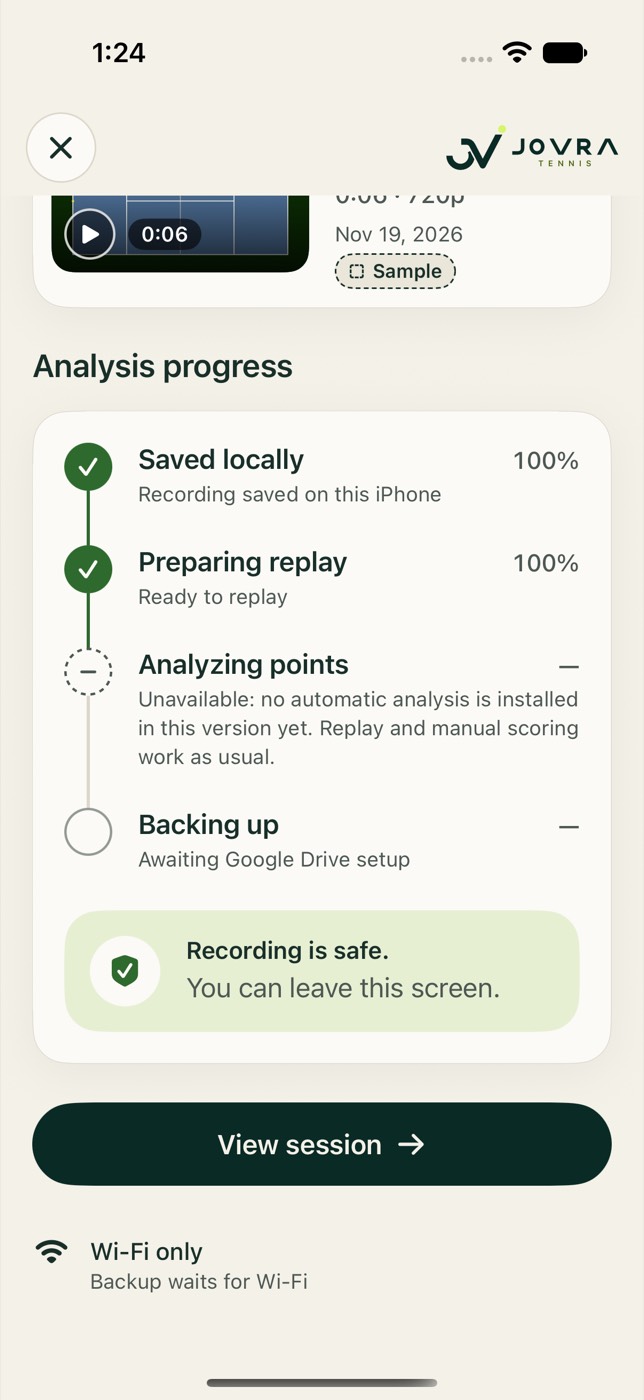 1:24
JOVRA
TENNIS
0:06 · 720p
0:06
Nov 19, 2026
Sample
Analysis progress
Saved locally
100%
Recording saved on this iPhone
Preparing replay
100%
Ready to replay
Analyzing points
—
Unavailable: no automatic analysis is installed
in this version yet. Replay and manual scoring
work as usual.
Backing up
—
Awaiting Google Drive setup
Recording is safe.
You can leave this screen.
View session →
Wi-Fi only
Backup waits for Wi-Fi